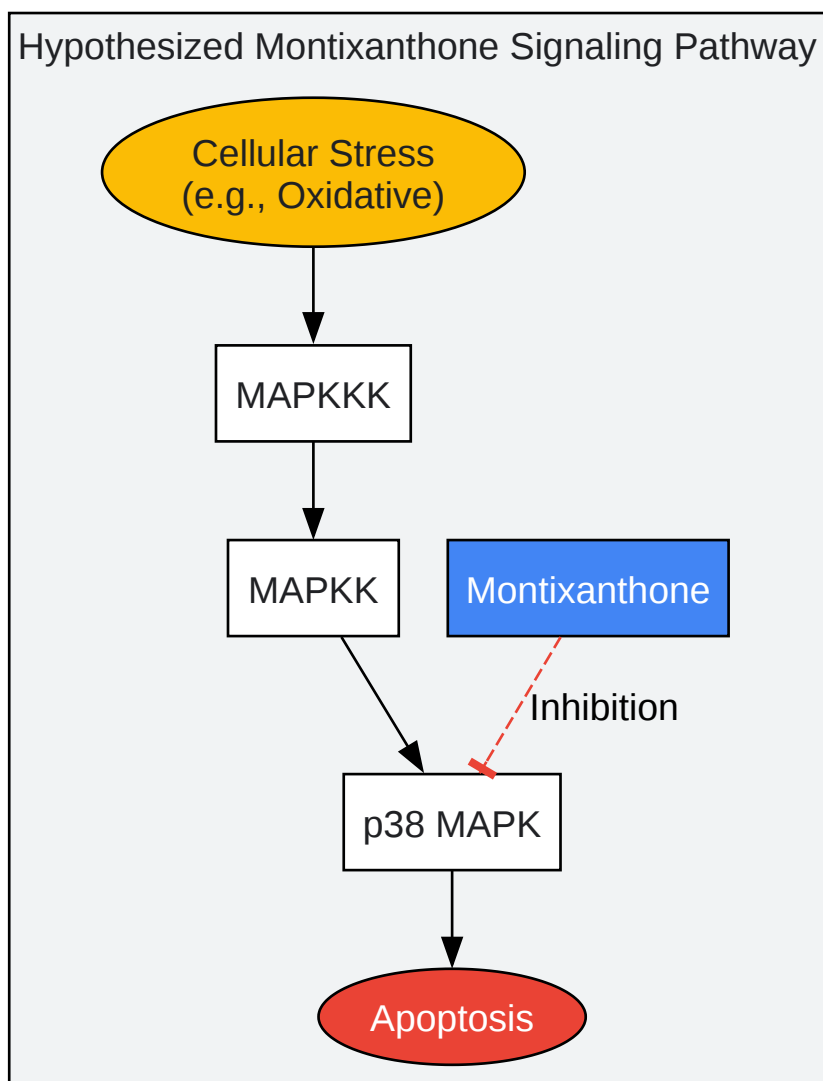 Hypothesized Montixanthone Signaling Pathway
Cellular Stress
(e.g., Oxidative)
MAPKKK
MAPKK
Montixanthone
Inhibition
p38 MAPK
Apoptosis